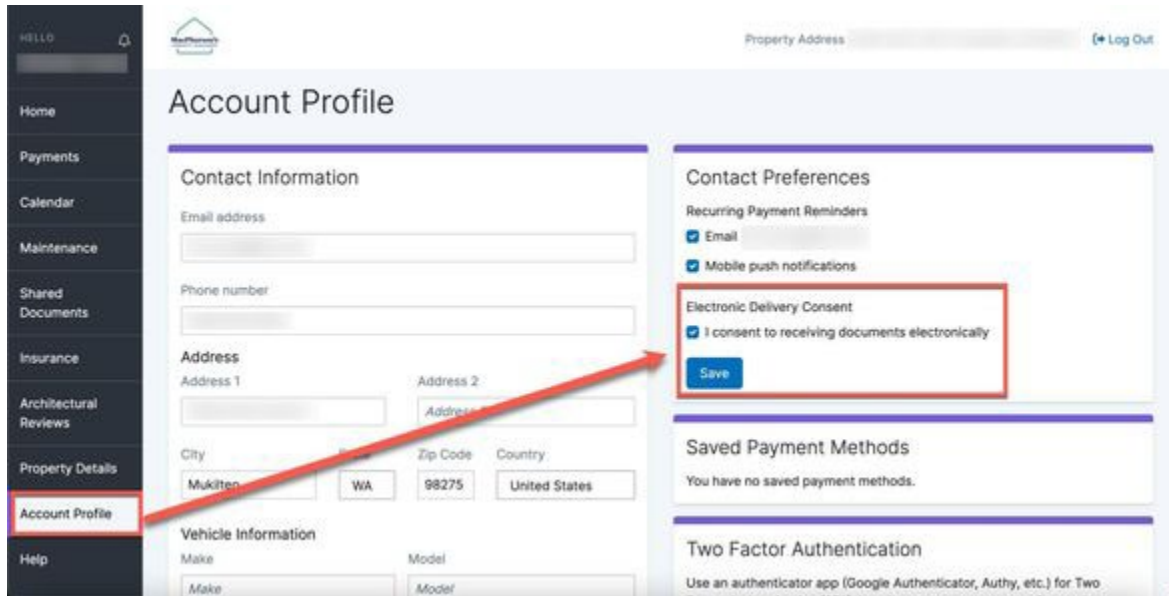 HELLO
Property Address
Log Out
Home
Payments
Calendar
Maintenance
Shared
Documents
Insurance
Architectural
Reviews
Property Details
Account Profile
Help
Account Profile
Contact Information
Email address
Phone number
Address
Address 1
Address 2
City
Zip Code
Country
Mukilteo
WA
98275
United States
Vehicle Information
Make
Model
Make
Model
Contact Preferences
Recurring Payment Reminders
Email
Mobile push notifications
Electronic Delivery Consent
I consent to receiving documents electronically
Save
Saved Payment Methods
You have no saved payment methods.
Two Factor Authentication
Use an authenticator app (Google Authenticator, Authy, etc.) for Two